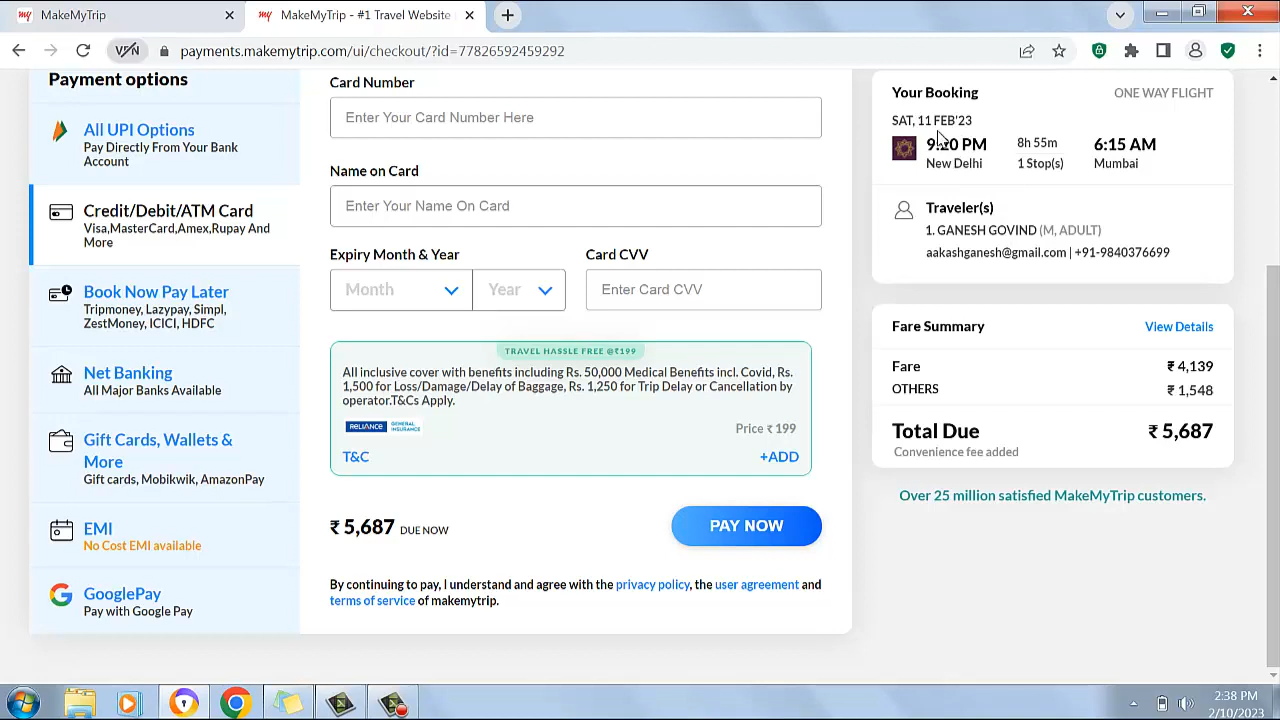 MakeMyTrip
MakeMyTrip - #1 Travel Website
VPN
payments.makemytrip.com/ui/checkout/?id=77826592459292
Payment options
All UPI Options
Pay Directly From Your Bank
Account
Credit/Debit/ATM Card
Visa,MasterCard,Amex,Rupay And
More
Book Now Pay Later
Tripmoney, Lazypay, Simpl,
ZestMoney, ICICI, HDFC
Net Banking
All Major Banks Available
Gift Cards, Wallets &
More
Gift cards, Mobikwik, AmazonPay
EMI
No Cost EMI available
GooglePay
Pay with Google Pay
Card Number
Enter Your Card Number Here
Name on Card
Enter Your Name On Card
Expiry Month & Year
Card CVV
Month
Year
Enter Card CVV
TRAVEL HASSLE FREE @₹199
All inclusive cover with benefits including Rs. 50,000 Medical Benefits incl. Covid, Rs.
1,500 for Loss/Damage/Delay of Baggage, Rs. 1,250 for Trip Delay or Cancellation by
operator.T&Cs Apply.
RELIANCE GENERAL INSURANCE
Price ₹ 199
T&C
+ADD
₹ 5,687 DUE NOW
PAY NOW
By continuing to pay, I understand and agree with the privacy policy, the user agreement and
terms of service of makemytrip.
Your Booking
ONE WAY FLIGHT
SAT, 11 FEB'23
PM
8h 55m
6:15 AM
New Delhi
1 Stop(s)
Mumbai
Traveler(s)
1. GANESH GOVIND (M, ADULT)
aakashganesh@gmail.com | +91-9840376699
Fare Summary
View Details
Fare
₹ 4,139
OTHERS
₹ 1,548
Total Due
₹ 5,687
Convenience fee added
Over 25 million satisfied MakeMyTrip customers.
2:38 PM
2/10/2023